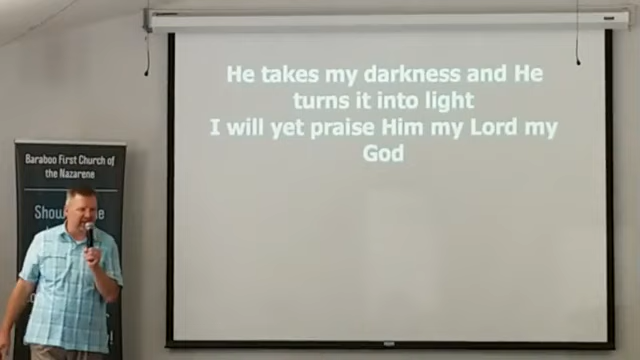 He takes my darkness and He
turns it into light
I will yet praise Him my Lord my
God
Baraboo First Church of
the Nazarene